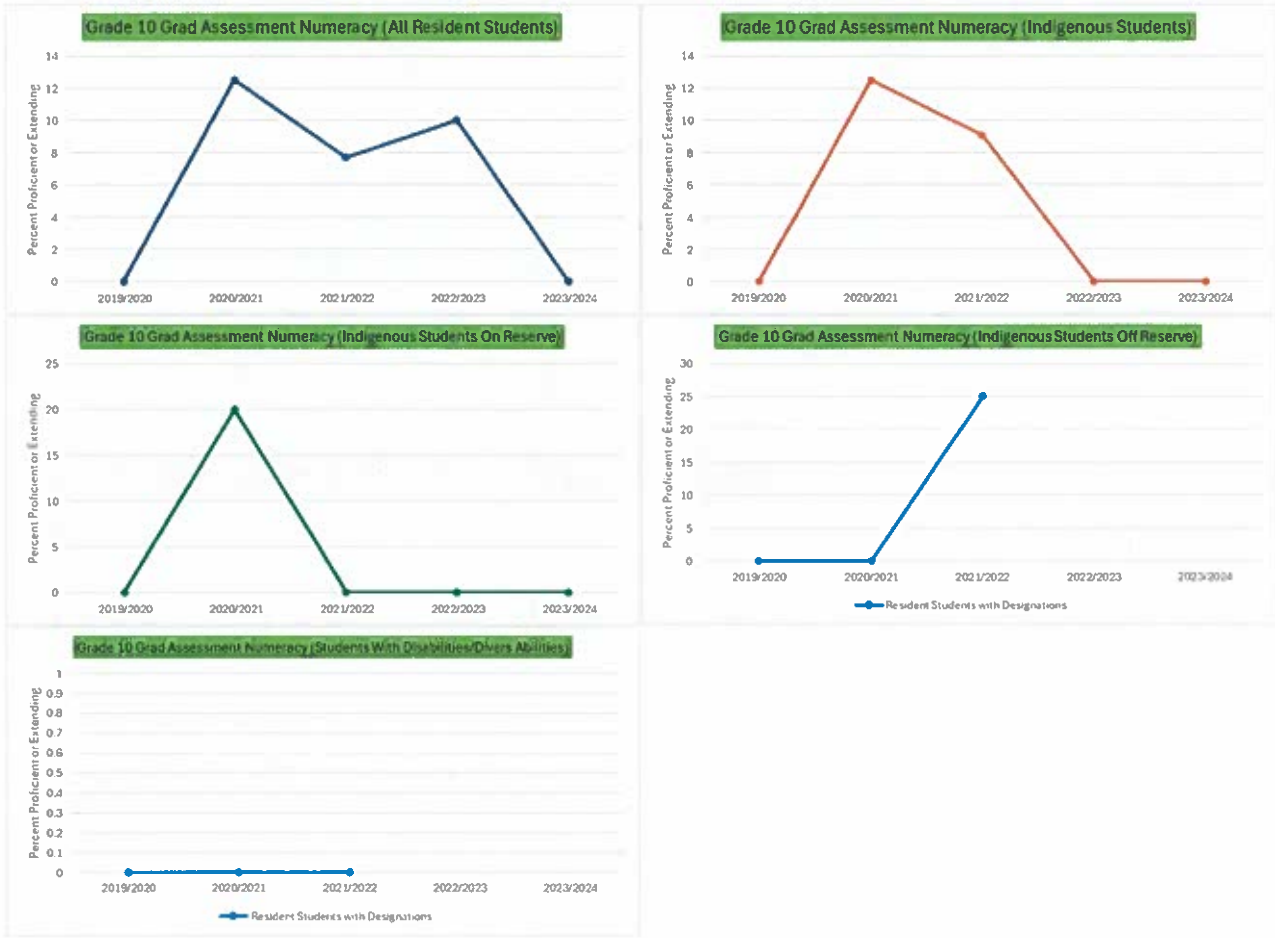 Grade 10 Grad Assessment Numeracy (All Resident Students)
Percent Proficient or Extending
14
12
10
8
6
4
2
0
2019/2020 2020/2021 2021/2022 2022/2023 2023/2024
Grade 10 Grad Assessment Numeracy (Indigenous Students)
Percent Proficient or Extending
14
12
10
8
6
4
2
0
2019/2020 2020/2021 2021/2022 2022/2023 2023/2024
Grade 10 Grad Assessment Numeracy (Indigenous Students On Reserve)
Percent Proficient or Extending
25
20
15
10
5
0
2019/2020 2020/2021 2021/2022 2022/2023 2023/2024
Grade 10 Grad Assessment Numeracy (Indigenous Students Off Reserve)
Percent Proficient or Extending
30
25
20
15
10
5
0
2019/2020 2020/2021 2021/2022 2022/2023 2023/2024
Resident Students with Designations
Grade 10 Grad Assessment Numeracy (Students With Disabilities/Divers Abilities)
Percent Proficient or Extending
1
0.9
0.8
0.7
0.6
0.5
0.4
0.3
0.2
0.1
0
2019/2020 2020/2021 2021/2022 2022/2023 2023/2024
Resident Students with Designations